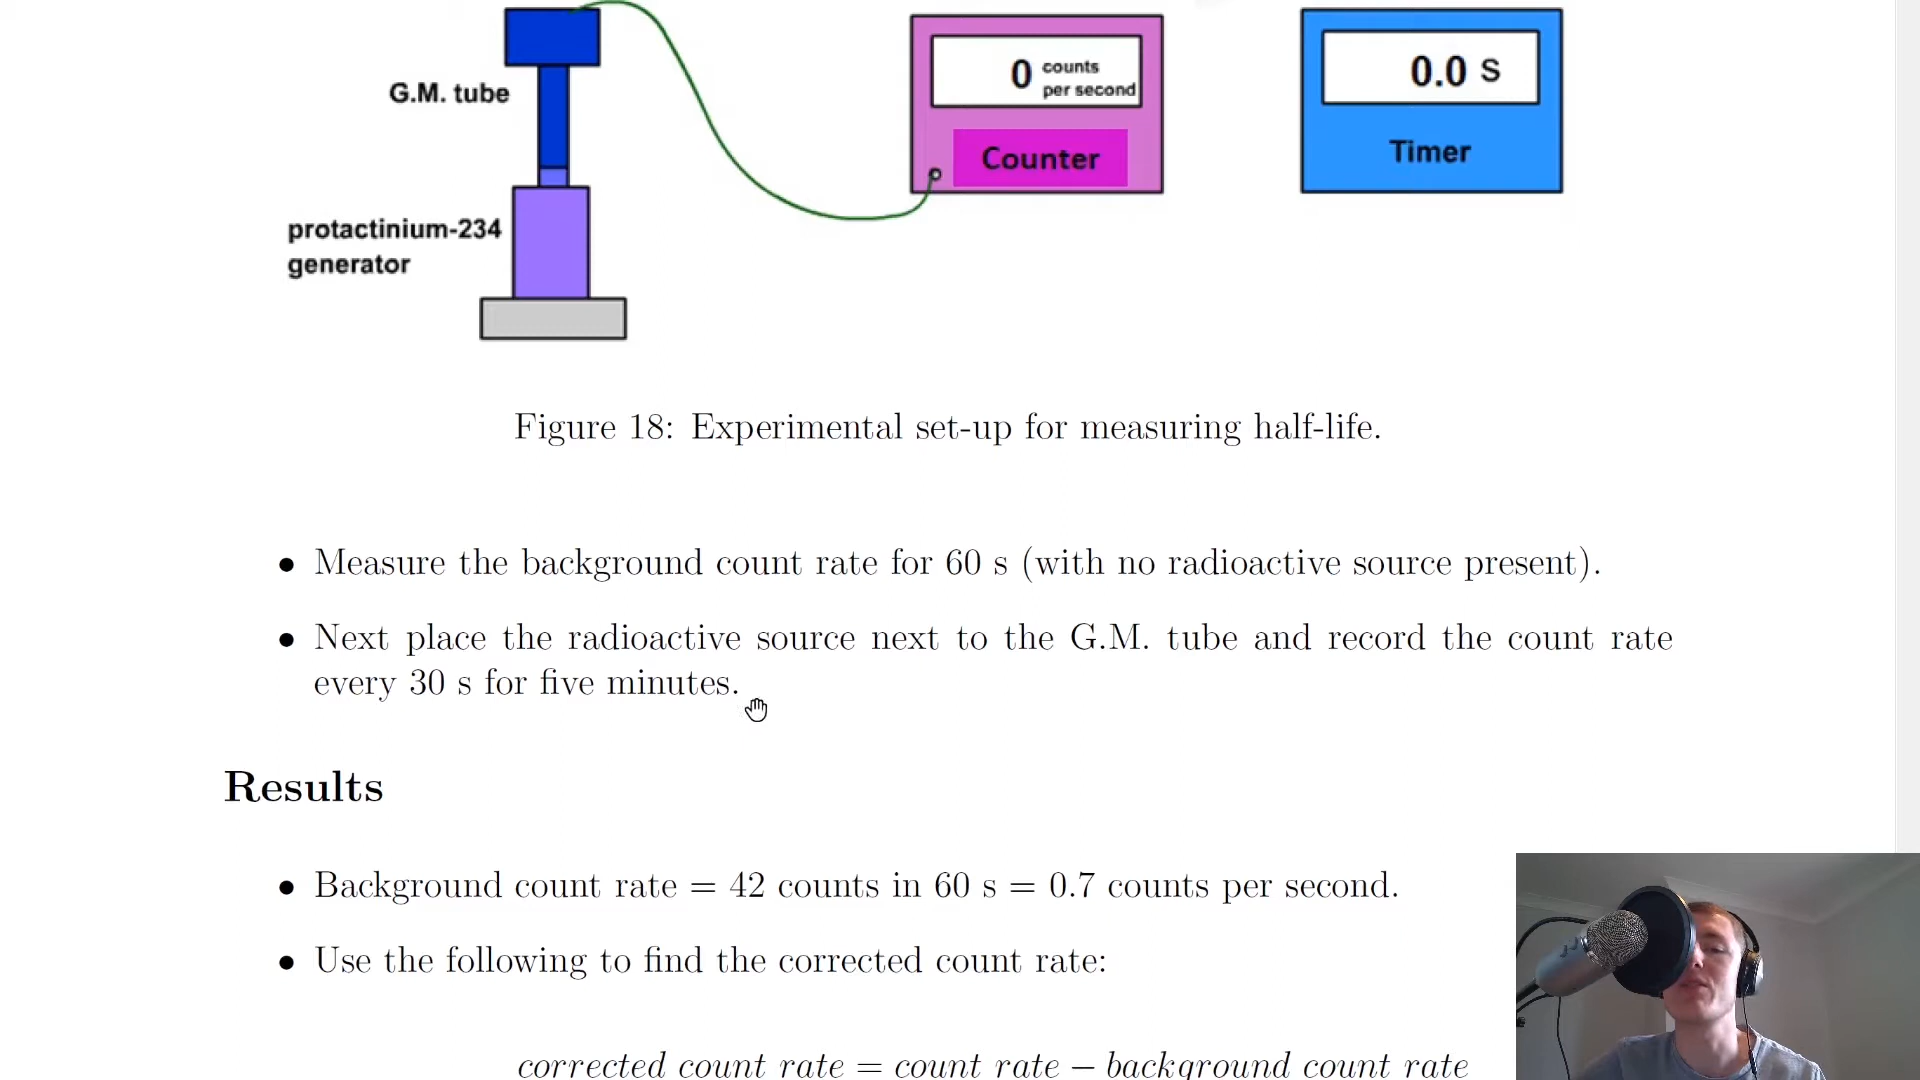 G.M. tube
0 counts
per second
Counter
0.0 S
Timer
protactinium-234
generator
Figure 18: Experimental set-up for measuring half-life.
• Measure the background count rate for 60 s (with no radioactive source present).
• Next place the radioactive source next to the G.M. tube and record the count rate
every 30 s for five minutes.
Results
• Background count rate = 42 counts in 60 s = 0.7 counts per second.
• Use the following to find the corrected count rate:
corrected count rate = count rate − background count rate